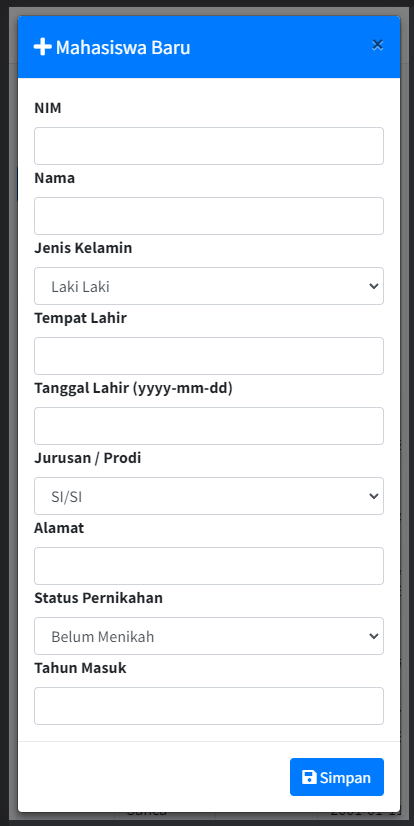 Mahasiswa Baru ×
NIM
Nama
Jenis Kelamin
Laki Laki
Tempat Lahir
Tanggal Lahir (yyyy-mm-dd)
Jurusan / Prodi
SI/SI
Alamat
Status Pernikahan
Belum Menikah
Tahun Masuk
Simpan